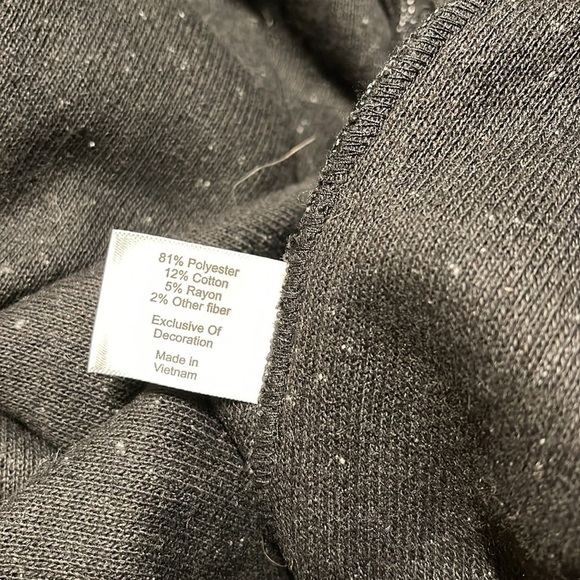 81% Polyester
12% Cotton
5% Rayon
2% Other fiber
Exclusive Of
Decoration
Made in
Vietnam